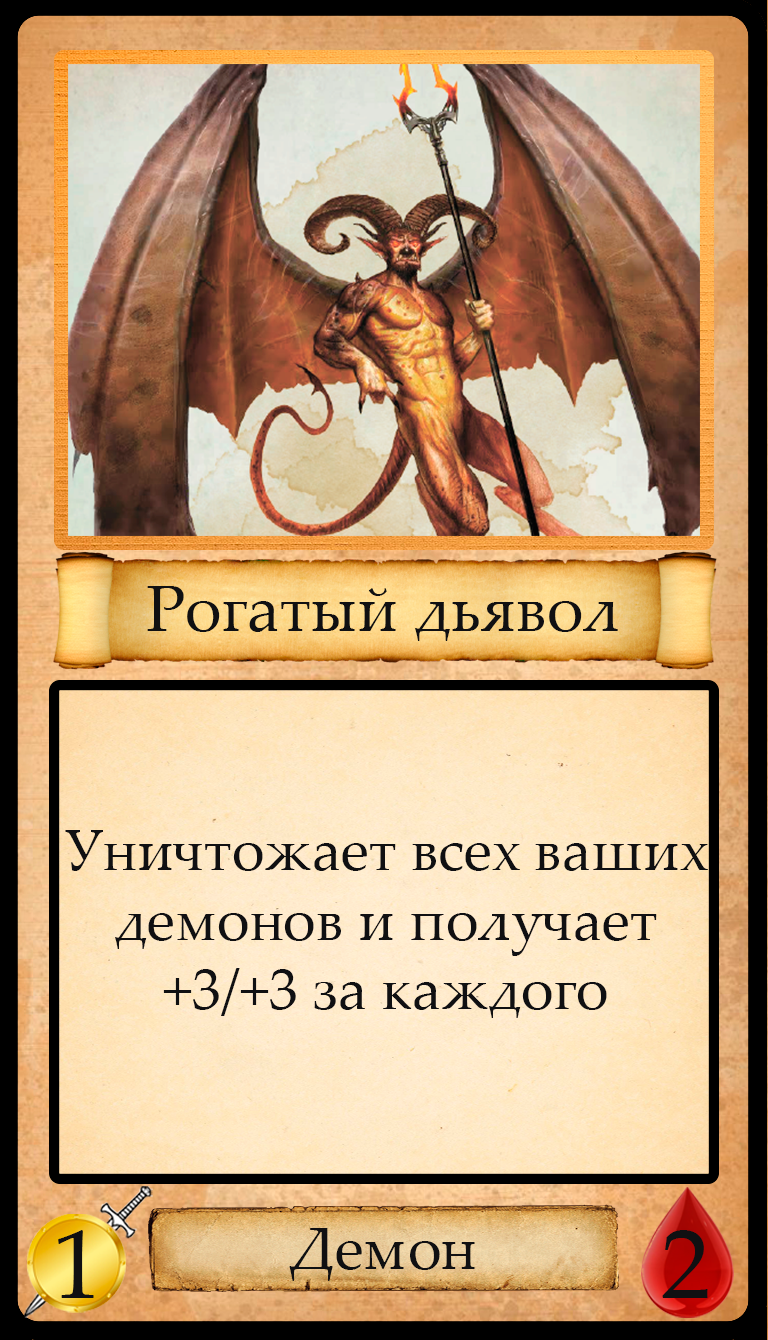 Рогатый дьявол
Уничтожает всех ваших
демонов и получает
+3/+3 за каждого
1
Демон
2